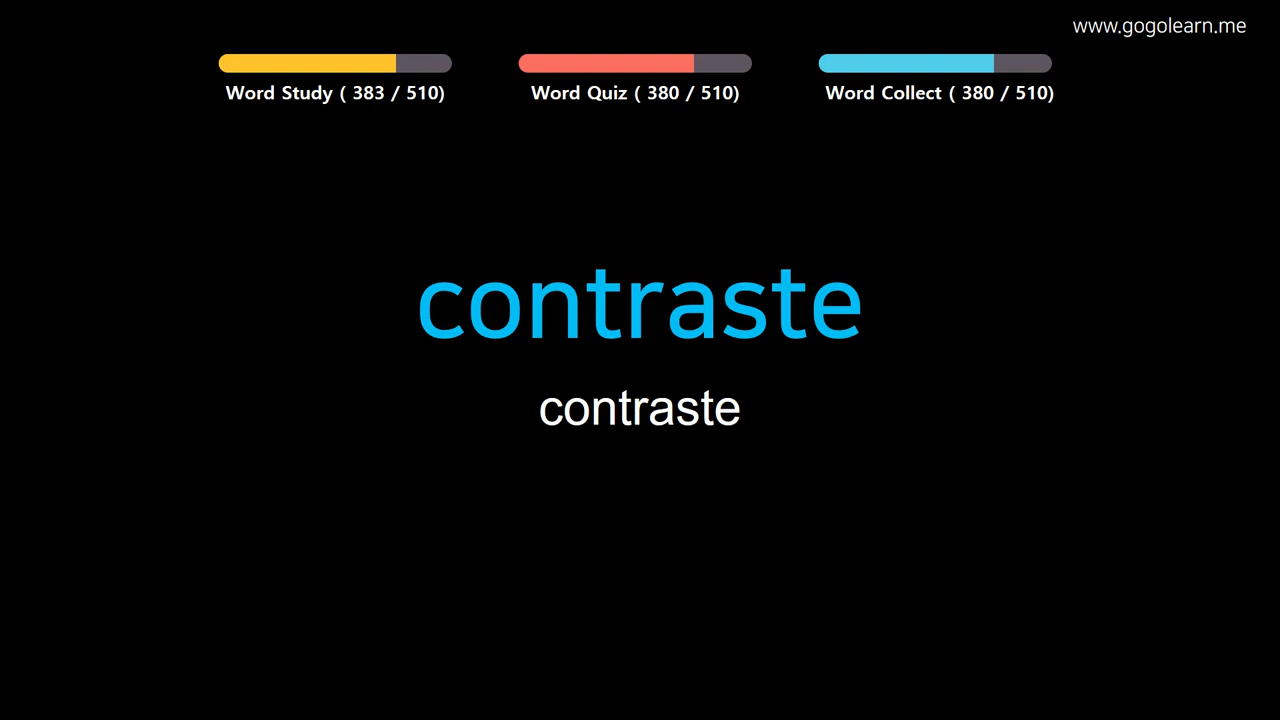 www.gogolearn.me
Word Study ( 383 / 510)
Word Quiz ( 380 / 510)
Word Collect ( 380 / 510)
contraste
contraste